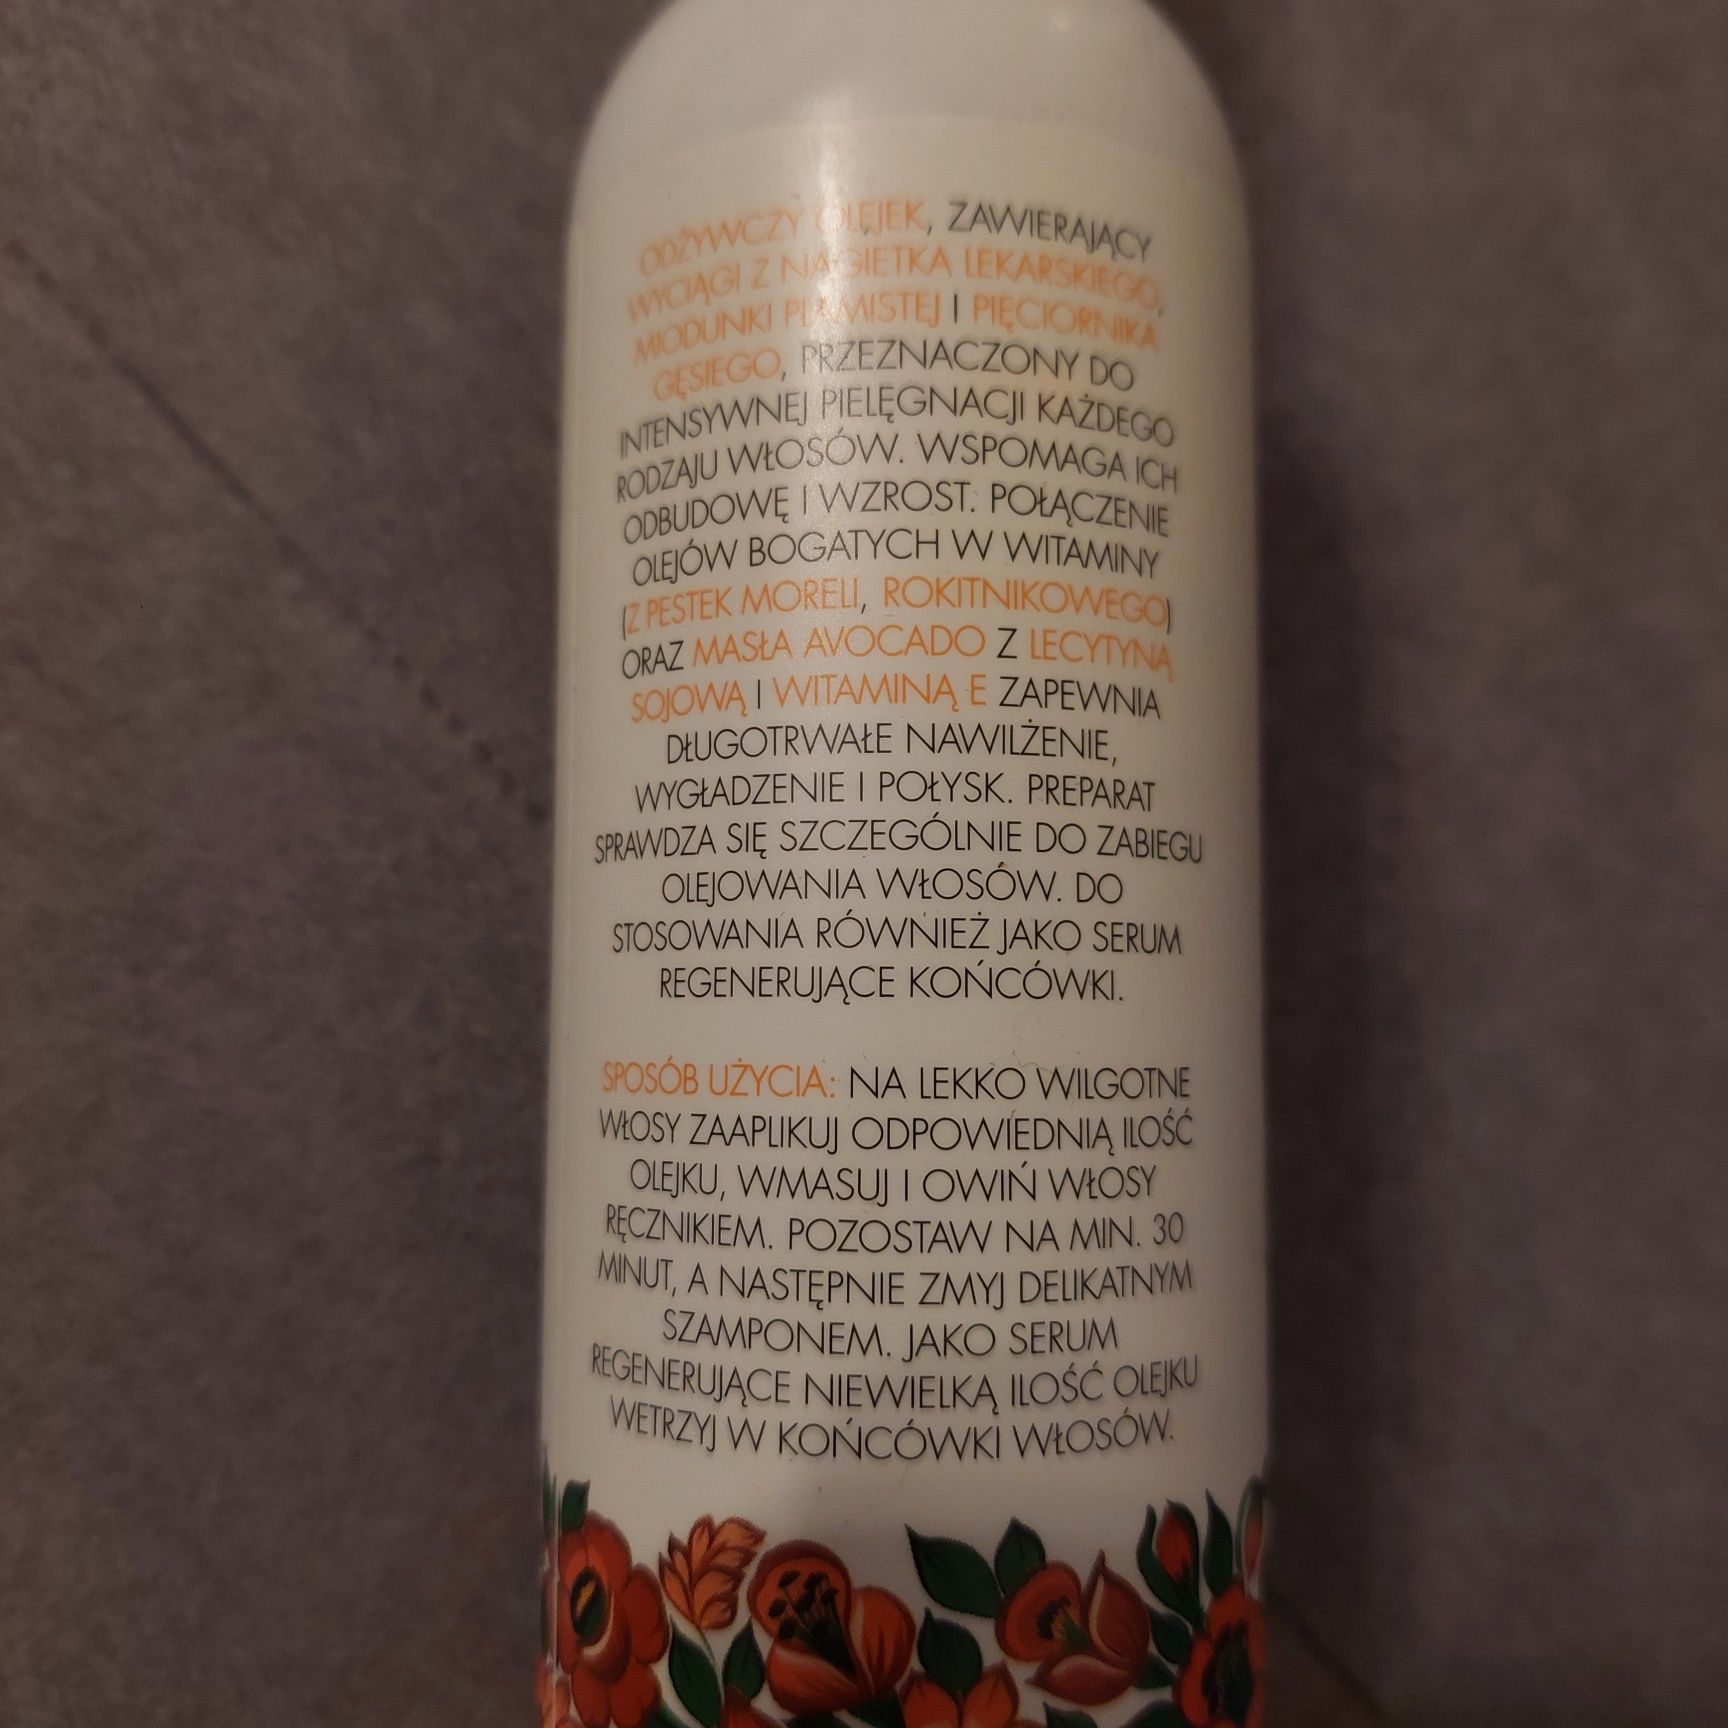 ODŻYWCZY OLEJEK, ZAWIERAJĄCY
WYCIĄGI Z NAGIETKA LEKARSKIEGO,
MIODUNKI PLAMISTEJ I PIĘCIORNIKA
GĘSIEGO, PRZEZNACZONY DO
INTENSYWNEJ PIELĘGNACJI KAŻDEGO
RODZAJU WŁOSÓW. WSPOMAGA ICH
ODBUDOWĘ I WZROST. POŁĄCZENIE
OLEJÓW BOGATYCH W WITAMINY
(Z PESTEK MORELI, ROKITNIKOWEGO)
ORAZ MASŁA AVOCADO Z LECYTYNĄ
SOJOWĄ I WITAMINĄ E ZAPEWNIA
DŁUGOTRWAŁE NAWILŻENIE,
WYGŁADZENIE I POŁYSK. PREPARAT
SPRAWDZA SIĘ SZCZEGÓLNIE DO ZABIEGU
OLEJOWANIA WŁOSÓW. DO
STOSOWANIA RÓWNIEŻ JAKO SERUM
REGENERUJĄCE KOŃCÓWKI.
SPOSÓB UŻYCIA: NA LEKKO WILGOTNE
WŁOSY ZAAPLIKUJ ODPOWIEDNIĄ ILOŚĆ
OLEJKU, WMASUJ I OWIŃ WŁOSY
RĘCZNIKIEM. POZOSTAW NA MIN. 30
MINUT, A NASTĘPNIE ZMYJ DELIKATNYM
SZAMPONEM. JAKO SERUM
REGENERUJĄCE NIEWIELKĄ ILOŚĆ OLEJKU
WETRZYJ W KOŃCÓWKI WŁOSÓW.